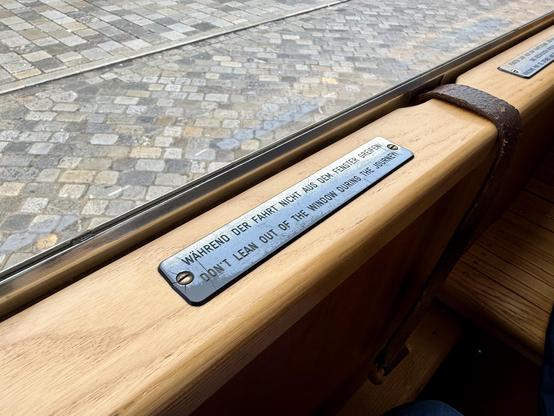 WÄHREND DER FAHRT NICHT AUS DEM FENSTER GREIFEN
DON'T LEAN OUT OF THE WINDOW DURING THE JOURNEY